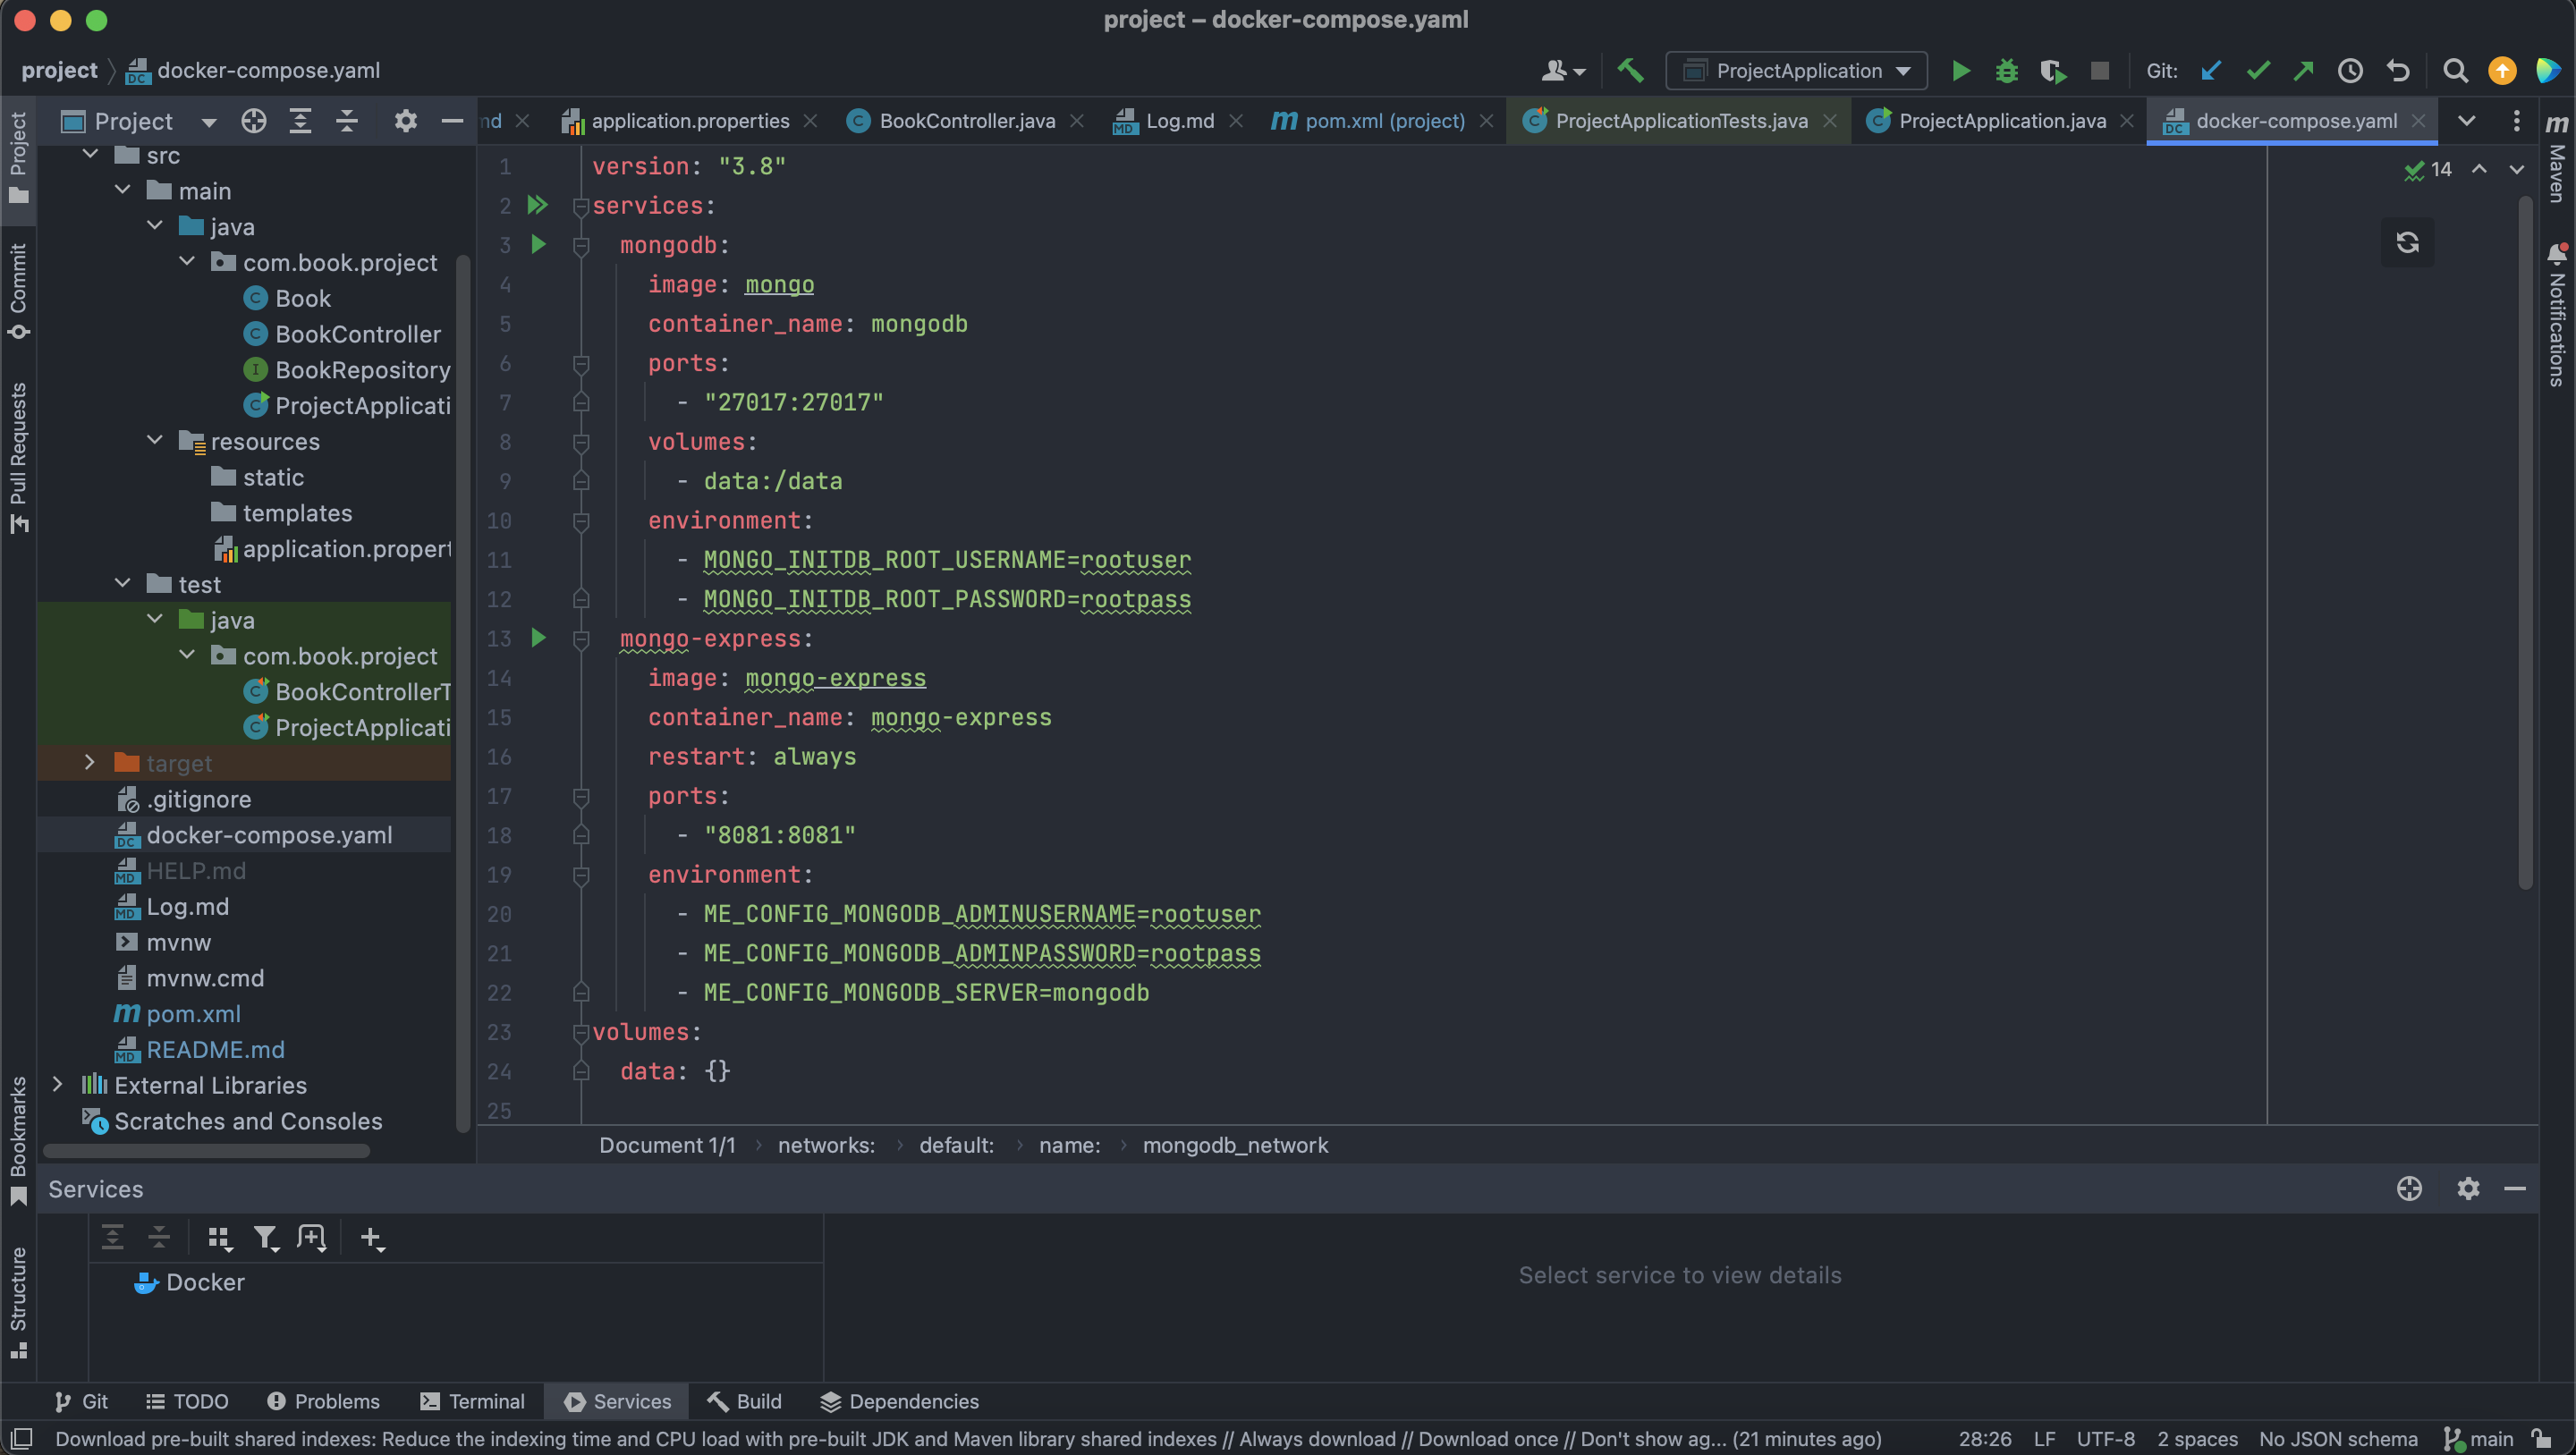 project – docker-compose.yaml
project
docker-compose.yaml
ProjectApplication
Git:
Project
nd
application.properties
BookController.java
Log.md
pom.xml (project)
ProjectApplicationTests.java
ProjectApplication.java
docker-compose.yaml
Project
Commit
Pull Requests
Bookmarks
Structure
src
main
java
com.book.project
Book
BookController
BookRepository
ProjectApplicati
resources
static
templates
application.propert
test
java
com.book.project
BookControllerT
ProjectApplicati
target
.gitignore
docker-compose.yaml
HELP.md
Log.md
mvnw
mvnw.cmd
pom.xml
README.md
External Libraries
Scratches and Consoles
1 version: "3.8"
2 services:
3 mongodb:
4 image: mongo
5 container_name: mongodb
6 ports:
7 - "27017:27017"
8 volumes:
9 - data:/data
10 environment:
11 - MONGO_INITDB_ROOT_USERNAME=rootuser
12 - MONGO_INITDB_ROOT_PASSWORD=rootpass
13 mongo-express:
14 image: mongo-express
15 container_name: mongo-express
16 restart: always
17 ports:
18 - "8081:8081"
19 environment:
20 - ME_CONFIG_MONGODB_ADMINUSERNAME=rootuser
21 - ME_CONFIG_MONGODB_ADMINPASSWORD=rootpass
22 - ME_CONFIG_MONGODB_SERVER=mongodb
23 volumes:
24 data: {}
25
14
m
Maven
Notifications
Document 1/1 › networks: › default: › name: › mongodb_network
Services
Docker
Select service to view details
Git
TODO
Problems
Terminal
Services
Build
Dependencies
Download pre-built shared indexes: Reduce the indexing time and CPU load with pre-built JDK and Maven library shared indexes // Always download // Download once // Don't show ag... (21 minutes ago)
28:26 LF UTF-8 2 spaces No JSON schema main